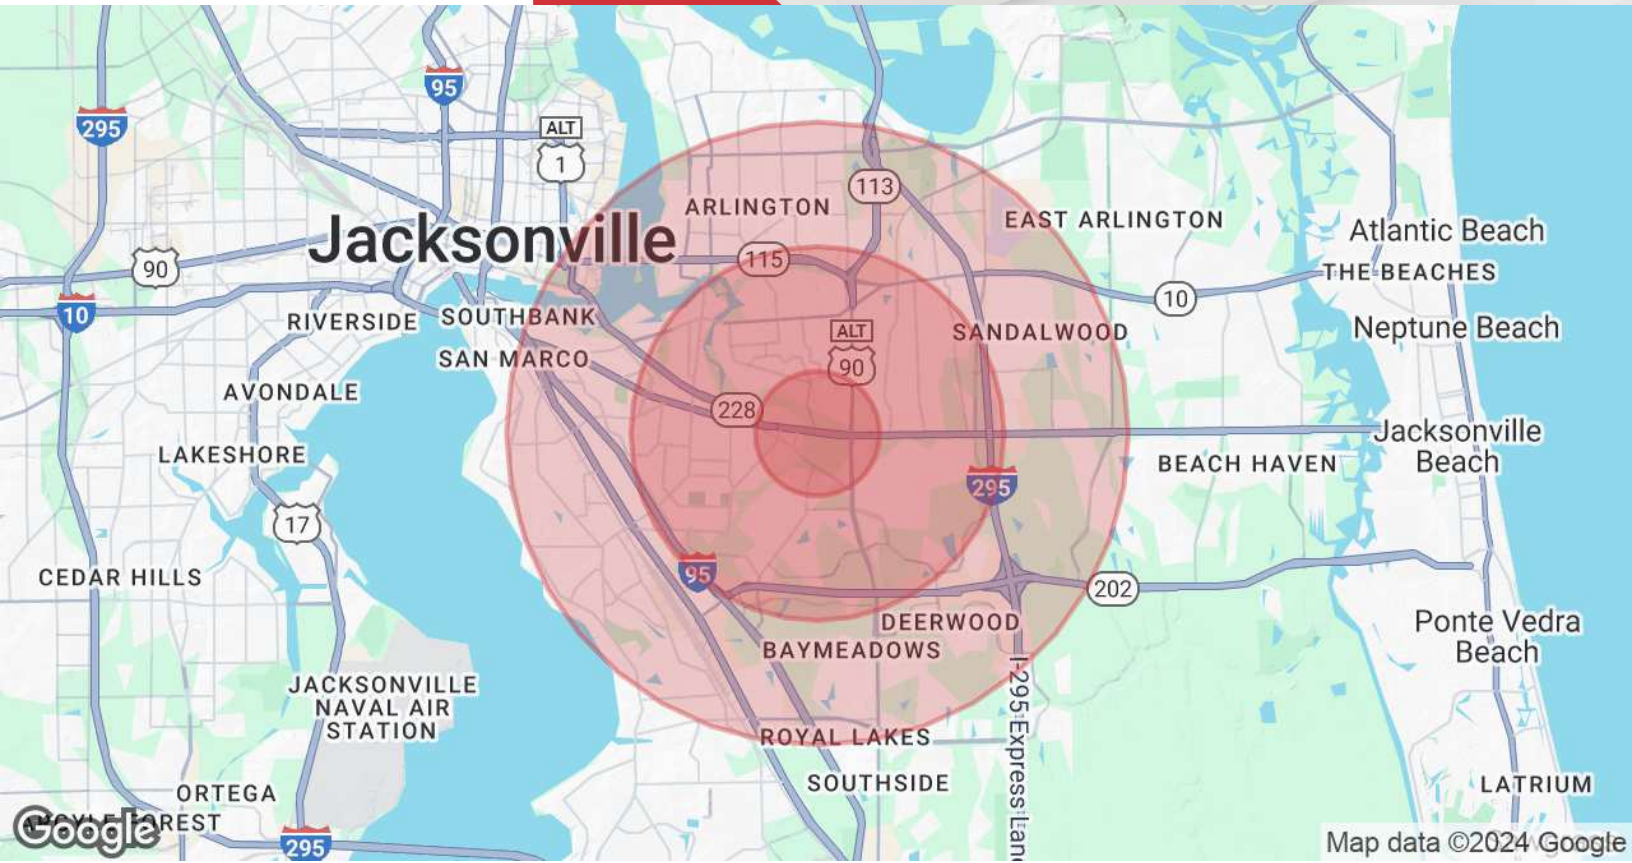 95
295
ALT
1
113
ARLINGTON
EAST ARLINGTON
Atlantic Beach
Jacksonville
115
90
THE BEACHES
10
10
RIVERSIDE
SOUTHBANK
ALT
90
SANDALWOOD
Neptune Beach
SAN MARCO
AVONDALE
228
Jacksonville
Beach
LAKESHORE
BEACH HAVEN
295
17
CEDAR HILLS
95
202
DEERWOOD
Ponte Vedra
Beach
BAYMEADOWS
JACKSONVILLE
NAVAL AIR
STATION
I-295 Express Lan
ROYAL LAKES
SOUTHSIDE
LATRIUM
ORTEGA
FOREST
Google
295
Map data ©2024 Google